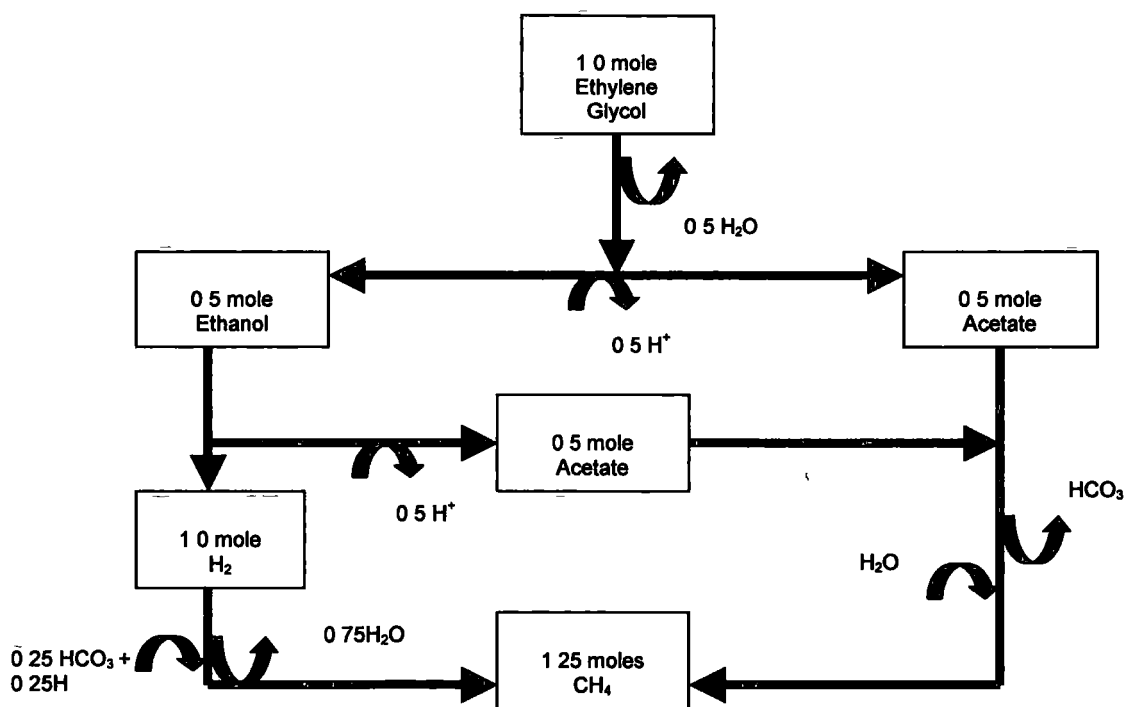 1 0 mole
Ethylene
Glycol
0 5 H₂O
0 5 mole
Ethanol
0 5 mole
Acetate
0 5 H⁺
0 5 mole
Acetate
0 5 H⁺
HCO₃
1 0 mole
H₂
H₂O
0 75H₂O
0 25 HCO₃ +
0 25H
1 25 moles
CH₄